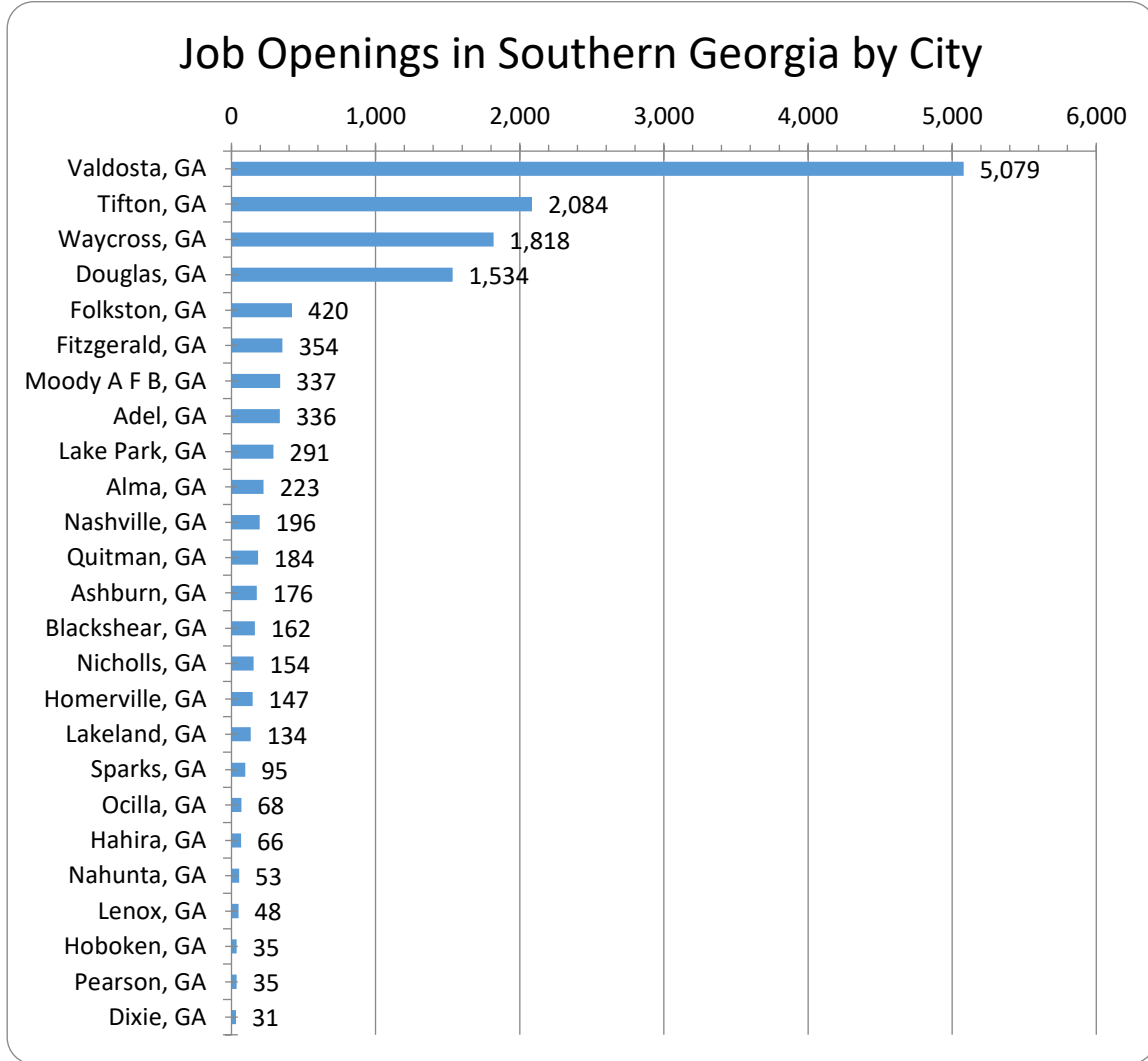 Job Openings in Southern Georgia by City
0 1,000 2,000 3,000 4,000 5,000 6,000
Valdosta, GA 5,079
Tifton, GA 2,084
Waycross, GA 1,818
Douglas, GA 1,534
Folkston, GA 420
Fitzgerald, GA 354
Moody A F B, GA 337
Adel, GA 336
Lake Park, GA 291
Alma, GA 223
Nashville, GA 196
Quitman, GA 184
Ashburn, GA 176
Blackshear, GA 162
Nicholls, GA 154
Homerville, GA 147
Lakeland, GA 134
Sparks, GA 95
Ocilla, GA 68
Hahira, GA 66
Nahunta, GA 53
Lenox, GA 48
Hoboken, GA 35
Pearson, GA 35
Dixie, GA 31